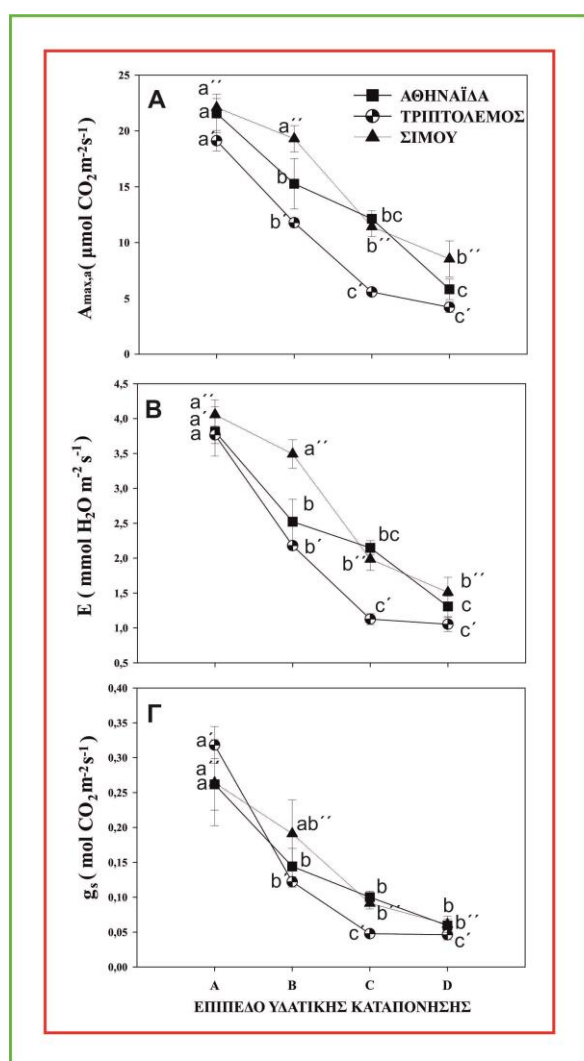 A
a´´
a
a´
a´´
b
b´
bc
b´´
c´
b´´
c
c´
ΑΘΗΝΑΪΔΑ
ΤΡΙΠΤΟΛΕΜΟΣ
ΣΙΜΟΥ
25
20
15
10
5
0
Amax,a( μmol CO2m-2s-1)
B
a´´
a´
a
a´´
b
b´
bc
b´´
c´
b´´
c
c´
4,5
4,0
3,5
3,0
2,5
2,0
1,5
1,0
0,5
E ( mmol H2O m-2 s-1)
Γ
a´
a´´
a
ab´´
b
b´
b
b´´
c´
b
b´´
c´
0,40
0,35
0,30
0,25
0,20
0,15
0,10
0,05
0,00
gs( mol CO2m-2s-1)
A B C D
ΕΠΙΠΕΔΟ ΥΔΑΤΙΚΗΣ ΚΑΤΑΠΟΝΗΣΗΣ